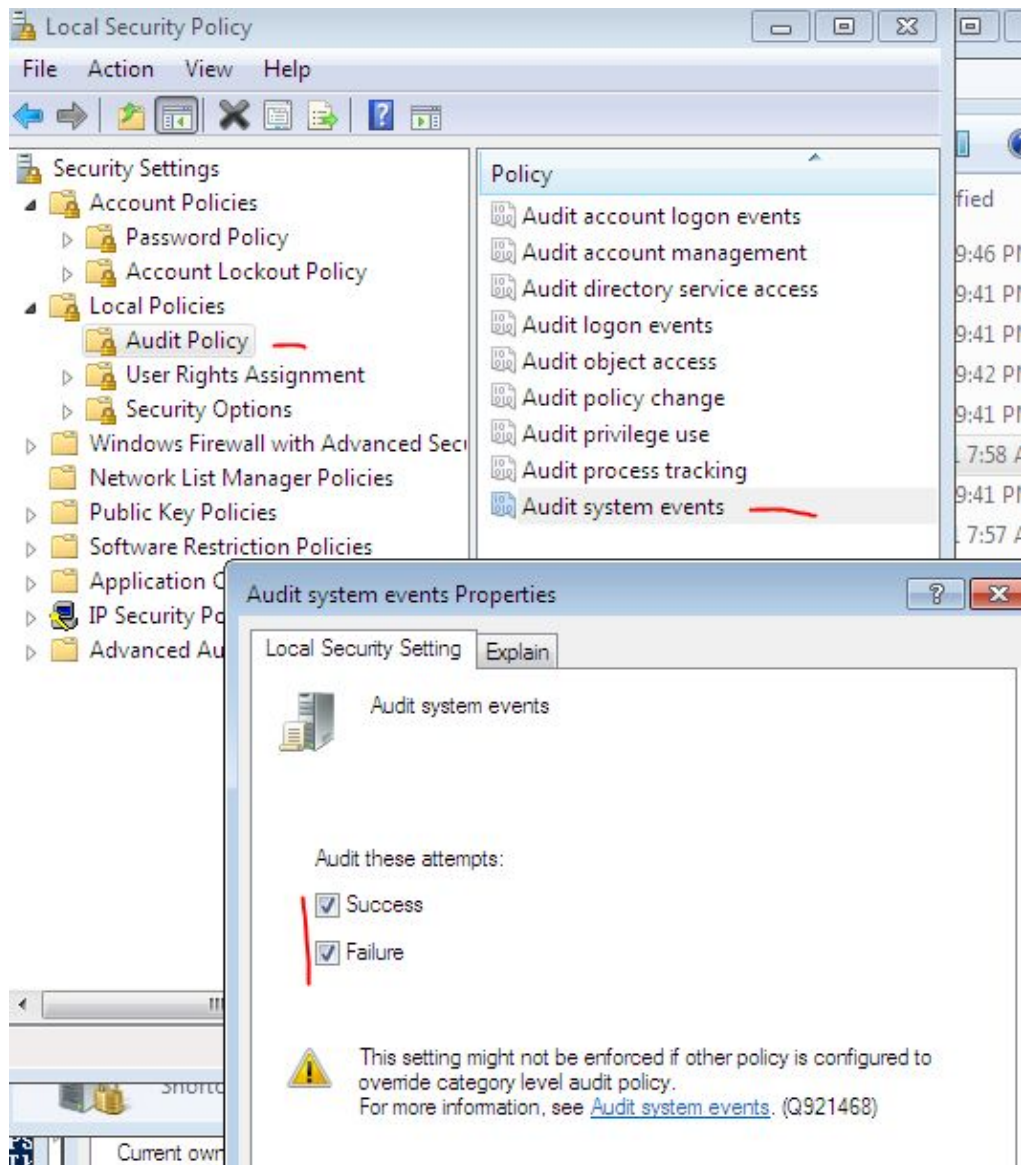 Local Security Policy
File Action View Help
Security Settings
Account Policies
Password Policy
Account Lockout Policy
Local Policies
Audit Policy
User Rights Assignment
Security Options
Windows Firewall with Advanced Secu
Network List Manager Policies
Public Key Policies
Software Restriction Policies
Application C
IP Security Po
Advanced Au
Policy
Audit account logon events
Audit account management
Audit directory service access
Audit logon events
Audit object access
Audit policy change
Audit privilege use
Audit process tracking
Audit system events
fied
9:46 PM
9:41 PM
9:41 PM
9:42 PM
9:41 PM
7:58 A
9:41 PM
7:57 A
Audit system events Properties
Local Security Setting
Explain
Audit system events
Audit these attempts:
Success
Failure
This setting might not be enforced if other policy is configured to
override category level audit policy.
For more information, see Audit system events. (Q921468)
Current own